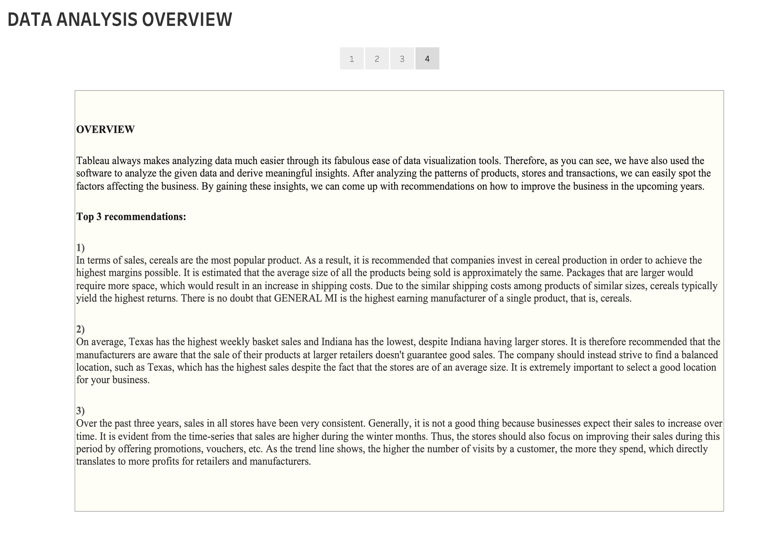 DATA ANALYSIS OVERVIEW
1 2 3 4
OVERVIEW
Tableau always makes analyzing data much easier through its fabulous ease of data visualization tools. Therefore, as you can see, we have also used the
software to analyze the given data and derive meaningful insights. After analyzing the patterns of products, stores and transactions, we can easily spot the
factors affecting the business. By gaining these insights, we can come up with recommendations on how to improve the business in the upcoming years.
Top 3 recommendations:
1)
In terms of sales, cereals are the most popular product. As a result, it is recommended that companies invest in cereal production in order to achieve the
highest margins possible. It is estimated that the average size of all the products being sold is approximately the same. Packages that are larger would
require more space, which would result in an increase in shipping costs. Due to the similar shipping costs among products of similar sizes, cereals typically
yield the highest returns. There is no doubt that GENERAL MI is the highest earning manufacturer of a single product, that is, cereals.
2)
On average, Texas has the highest weekly basket sales and Indiana has the lowest, despite Indiana having larger stores. It is therefore recommended that the
manufacturers are aware that the sale of their products at larger retailers doesn't guarantee good sales. The company should instead strive to find a balanced
location, such as Texas, which has the highest sales despite the fact that the stores are of an average size. It is extremely important to select a good location
for your business.
3)
Over the past three years, sales in all stores have been very consistent. Generally, it is not a good thing because businesses expect their sales to increase over
time. It is evident from the time-series that sales are higher during the winter months. Thus, the stores should also focus on improving their sales during this
period by offering promotions, vouchers, etc. As the trend line shows, the higher the number of visits by a customer, the more they spend, which directly
translates to more profits for retailers and manufacturers.